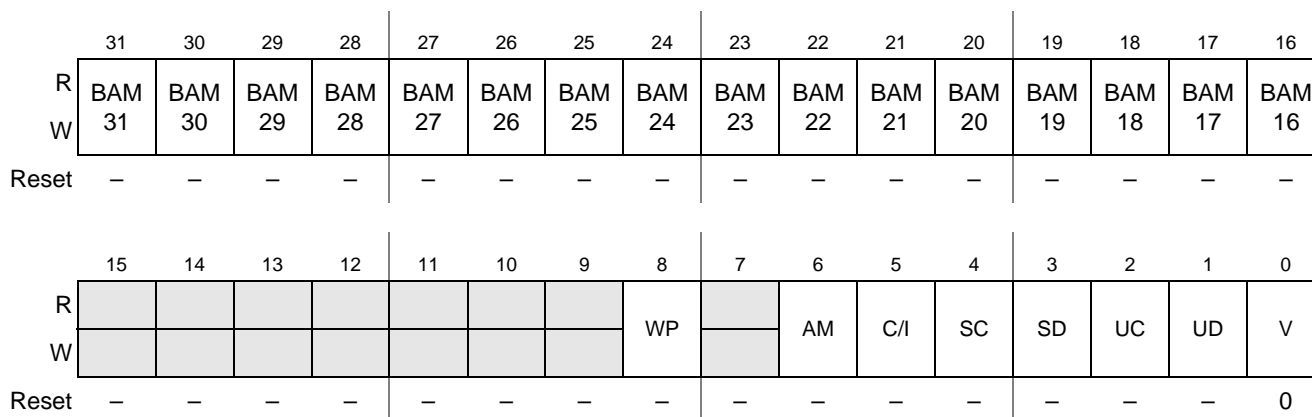 31 30 29 28 27 26 25 24 23 22 21 20 19 18 17 16
R
BAM BAM BAM BAM BAM BAM BAM BAM BAM BAM BAM BAM BAM BAM BAM BAM
31 30 29 28 27 26 25 24 23 22 21 20 19 18 17 16
W
Reset – – – – – – – – – – – – – – – –
15 14 13 12 11 10 9 8 7 6 5 4 3 2 1 0
R
WP AM C/I SC SD UC UD V
W
Reset – – – – – – – – – – – – – – – 0